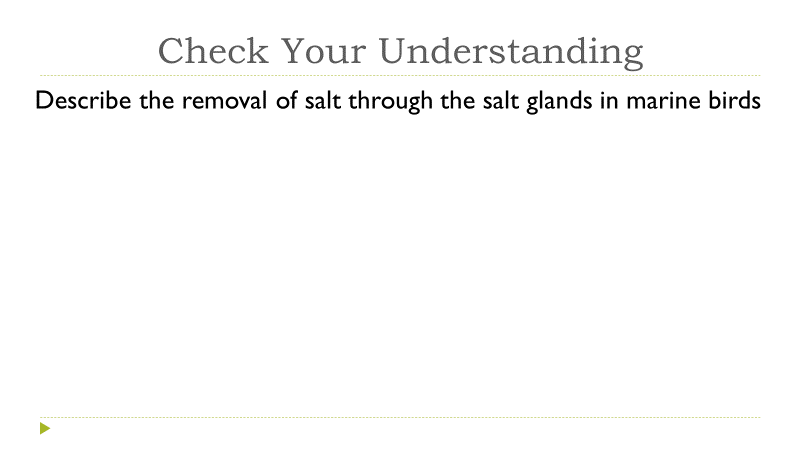 Check Your Understanding
Describe the removal of salt through the salt glands in marine birds